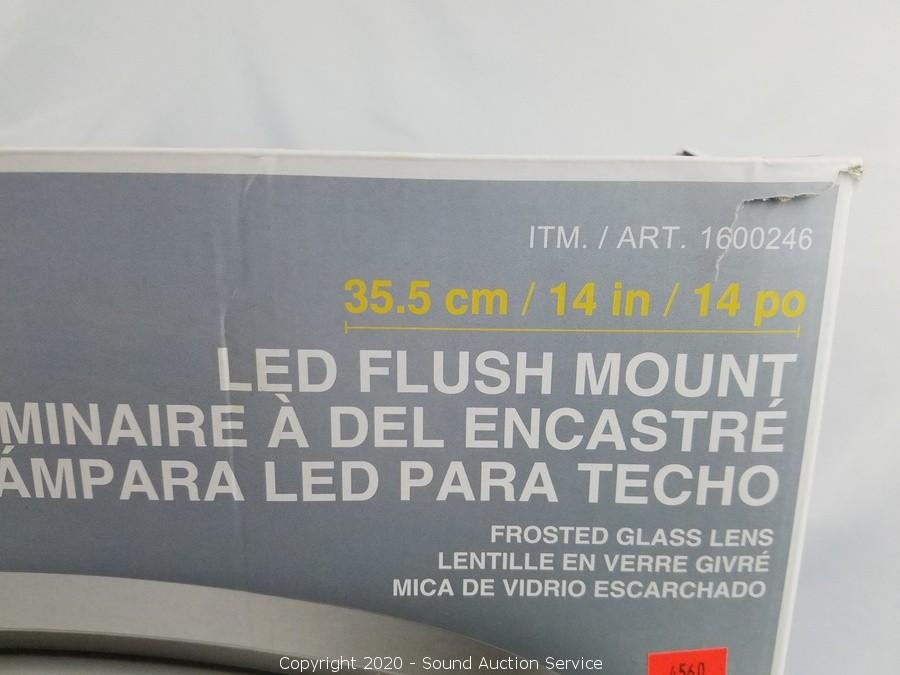 ITM. / ART. 1600246
35.5 cm / 14 in / 14 po
LED FLUSH MOUNT
MINAIRE À DEL ENCASTRÉ
ÁMPARA LED PARA TECHO
FROSTED GLASS LENS
LENTILLE EN VERRE GIVRÉ
MICA DE VIDRIO ESCARCHADO
4560
Copyright 2020 - Sound Auction Service